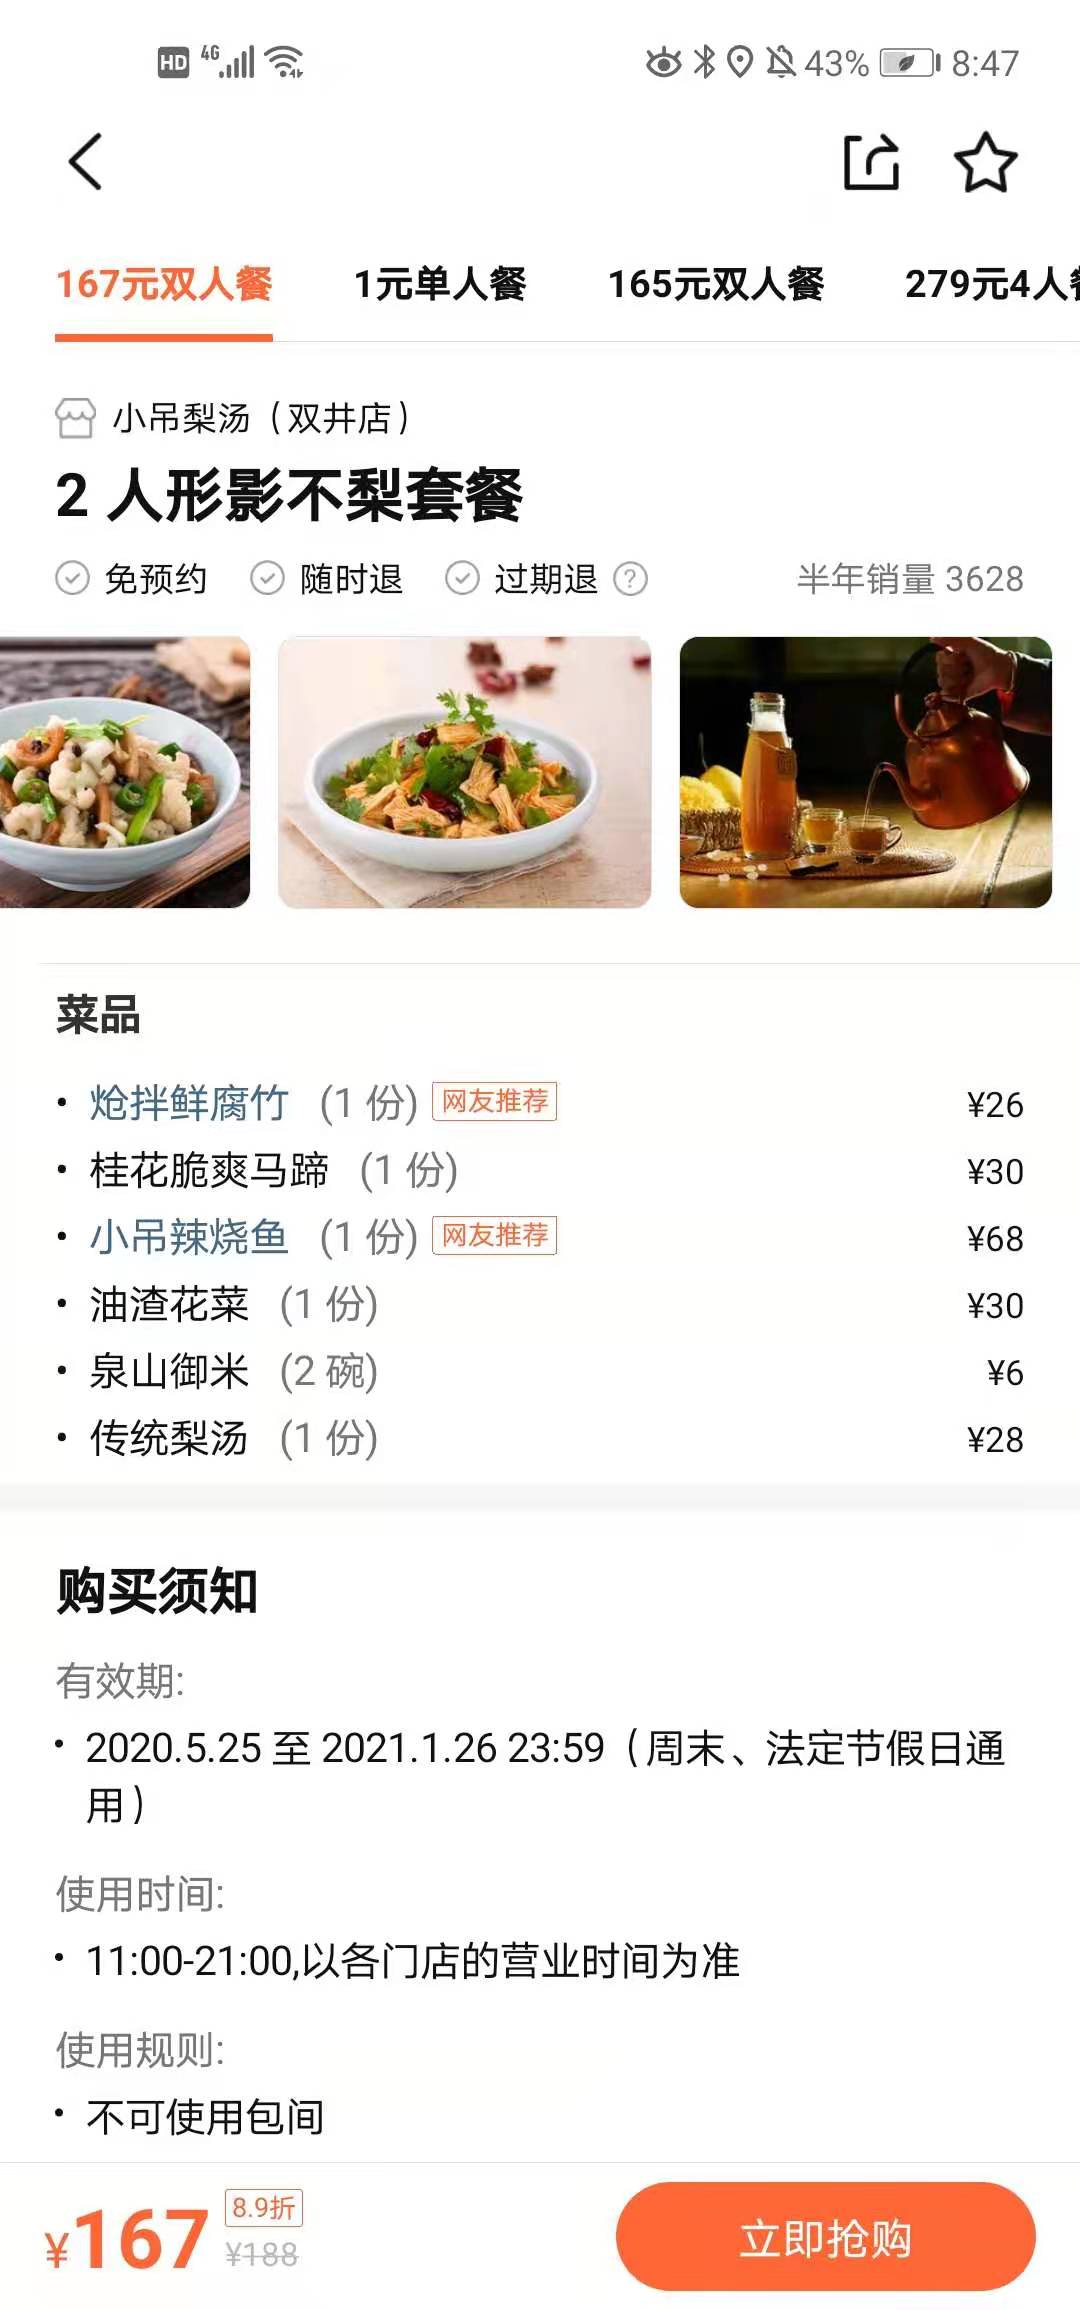 HD 4G 43% 8:47
167元双人餐 1元单人餐 165元双人餐 279元4人餐
小吊梨汤（双井店）
2 人形影不梨套餐
免预约 随时退 过期退 ? 半年销量 3628
菜品
• 炝拌鲜腐竹 (1 份) 网友推荐 ¥26
• 桂花脆爽马蹄 (1 份) ¥30
• 小吊辣烧鱼 (1 份) 网友推荐 ¥68
• 油渣花菜 (1 份) ¥30
• 泉山御米 (2 碗) ¥6
• 传统梨汤 (1 份) ¥28
购买须知
有效期:
• 2020.5.25 至 2021.1.26 23:59（周末、法定节假日通
用）
使用时间:
• 11:00-21:00,以各门店的营业时间为准
使用规则:
• 不可使用包间
¥167 8.9折 ¥188 立即抢购